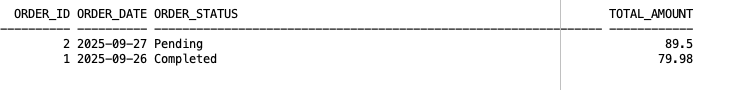 ORDER_ID ORDER_DATE ORDER_STATUS TOTAL_AMOUNT
---------- ---------- ---------------------------------------------------------------- ------------
2 2025-09-27 Pending 89.5
1 2025-09-26 Completed 79.98